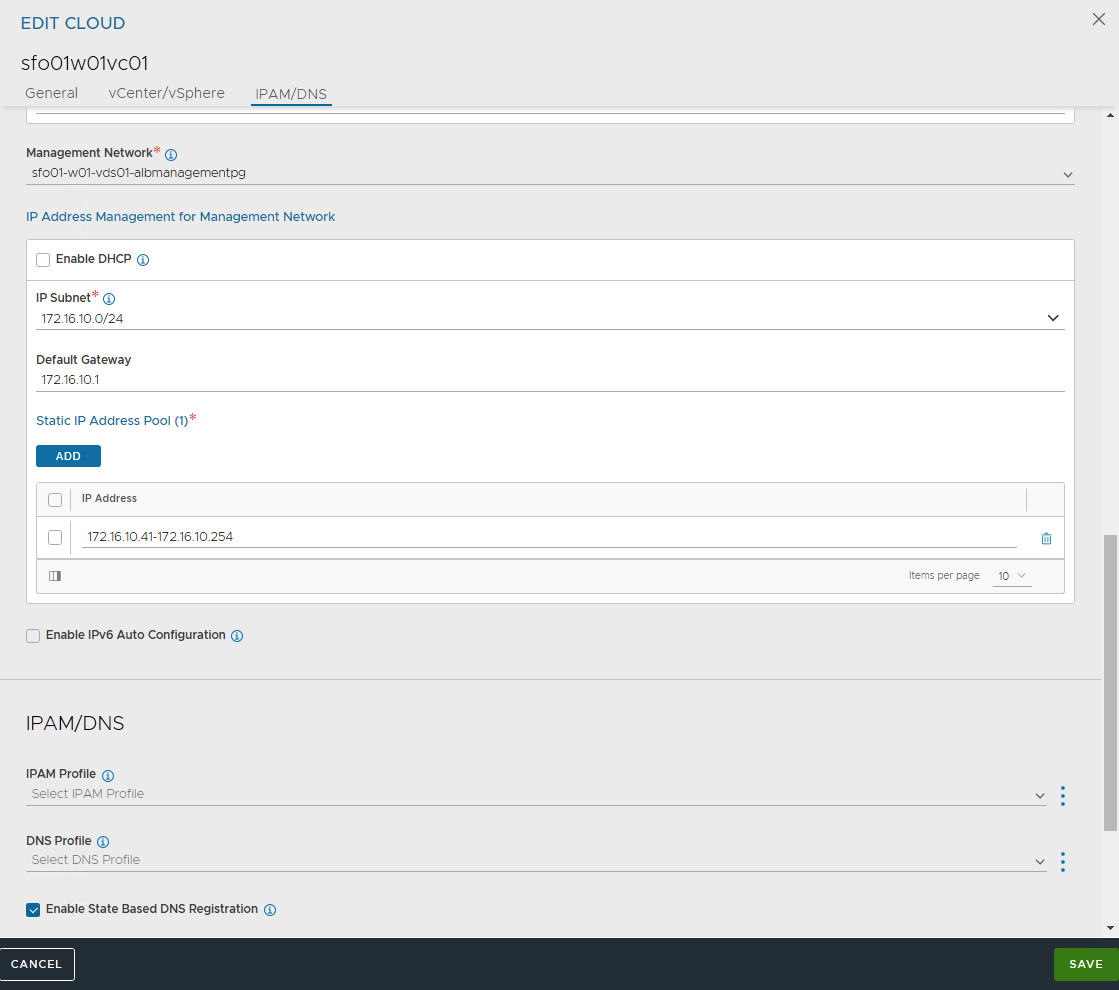 EDIT CLOUD
sfo01w01vc01
General vCenter/vSphere IPAM/DNS
Management Network*
sfo01-w01-vds01-albmanagementpg
IP Address Management for Management Network
Enable DHCP
IP Subnet*
172.16.10.0/24
Default Gateway
172.16.10.1
Static IP Address Pool (1)*
ADD
IP Address
172.16.10.41-172.16.10.254
Items per page 10
Enable IPv6 Auto Configuration
IPAM/DNS
IPAM Profile
Select IPAM Profile
DNS Profile
Select DNS Profile
Enable State Based DNS Registration
CANCEL SAVE